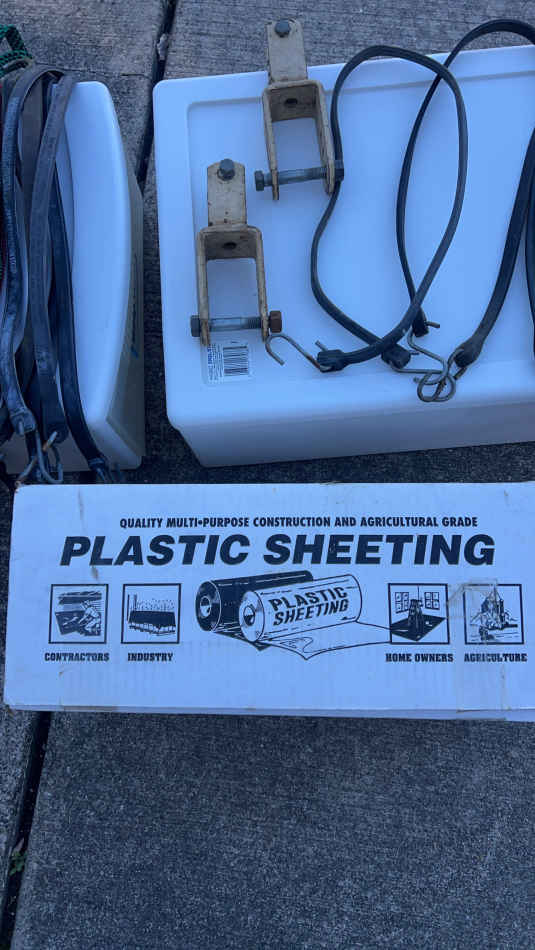 QUALITY MULTI•PURPOSE CONSTRUCTION AND AGRICULTURAL GRADE
PLASTIC SHEETING
PLASTIC
SHEETING
CONTRACTORS
INDUSTRY
HOME OWNERS
AGRICULTURE